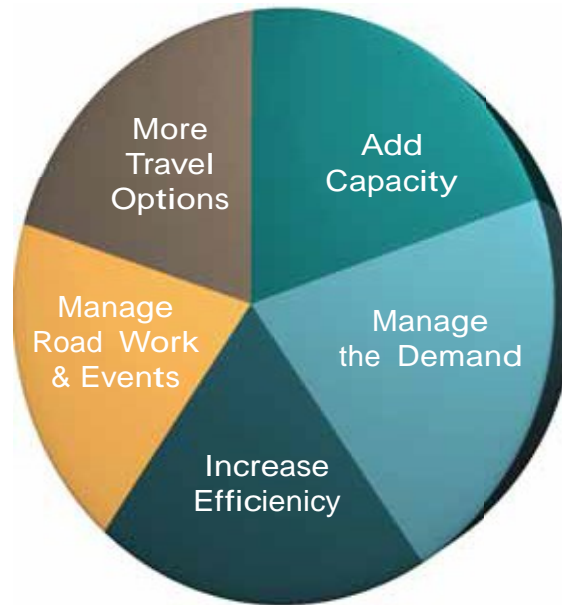 More
Travel
Options
Add
Capacity
Manage
Road Work
& Events
Manage
the Demand
Increase
Efficienicy